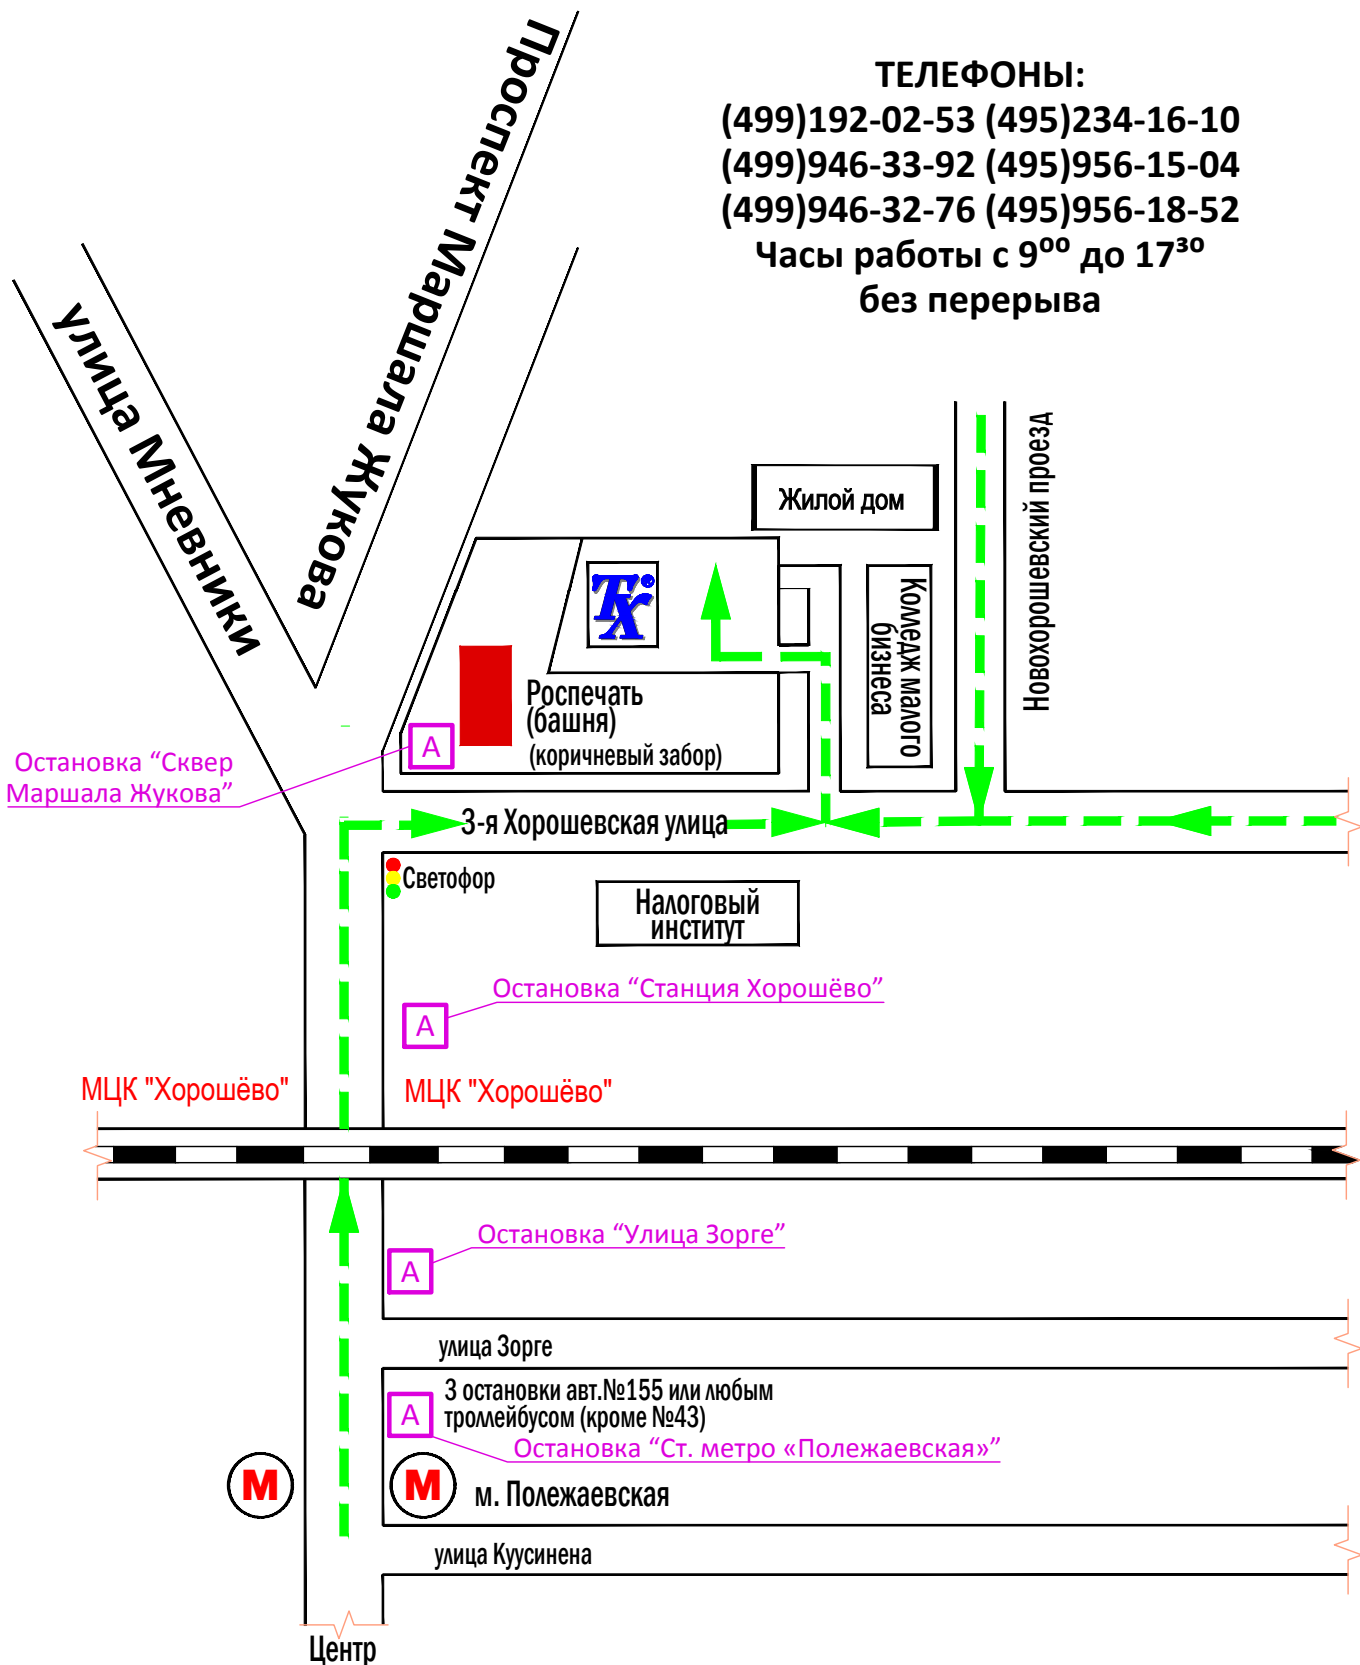 ТЕЛЕФОНЫ:
(499)192-02-53 (495)234-16-10
(499)946-33-92 (495)956-15-04
(499)946-32-76 (495)956-18-52
Часы работы с 9⁰⁰ до 17³⁰
без перерыва
Проспект Маршала Жукова
улица Мневники
Новохорошевский проезд
Жилой дом
Колледж малого
бизнеса
ТХ
Роспечать
(башня)
(коричневый забор)
А
Остановка “Сквер
Маршала Жукова”
3-я Хорошевская улица
Светофор
Налоговый
институт
Остановка “Станция Хорошёво”
А
МЦК "Хорошёво"
МЦК "Хорошёво"
Остановка “Улица Зорге”
А
улица Зорге
3 остановки авт.№155 или любым
троллейбусом (кроме №43)
А
Остановка “Ст. метро «Полежаевская»”
М
М
м. Полежаевская
улица Куусинена
Центр